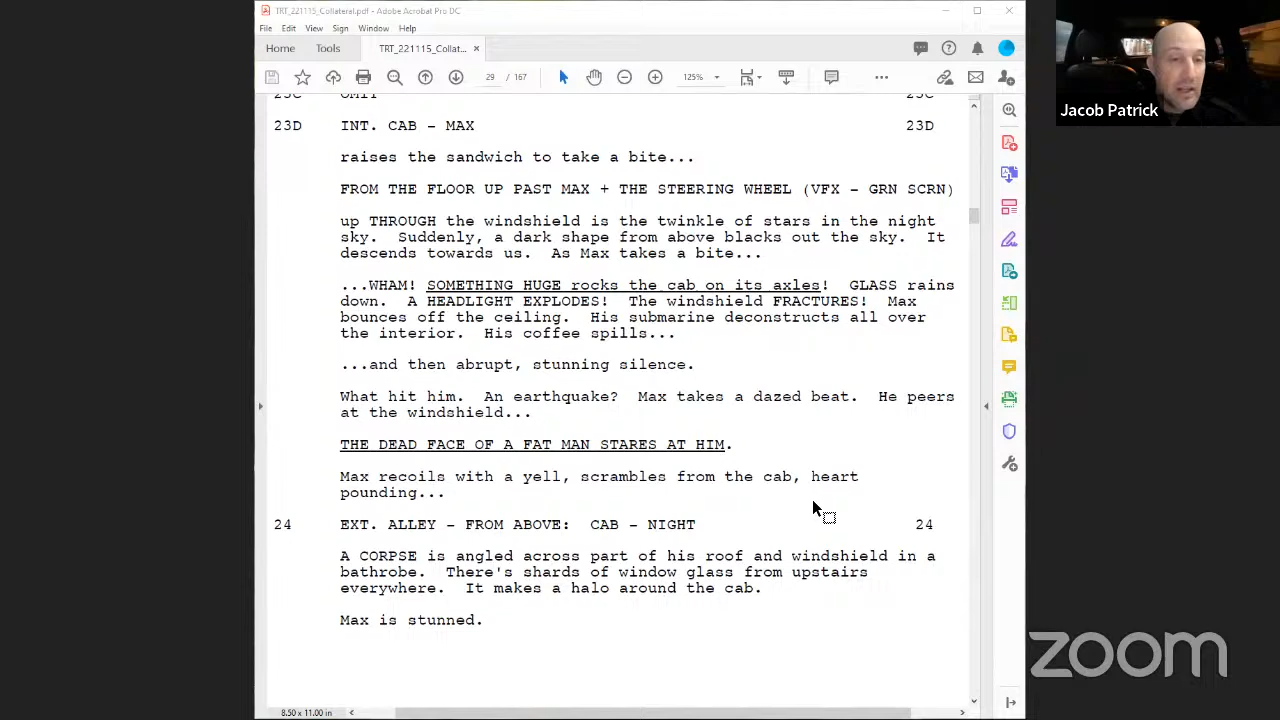 TRT_221115_Collateral.pdf - Adobe Acrobat Pro DC
File Edit View Sign Window Help
Home Tools TRT_221115_Collat... ×
29 / 167 125%
Jacob Patrick
23C OMIT 23C
23D INT. CAB - MAX 23D
raises the sandwich to take a bite...
FROM THE FLOOR UP PAST MAX + THE STEERING WHEEL (VFX - GRN SCRN)
up THROUGH the windshield is the twinkle of stars in the night
sky. Suddenly, a dark shape from above blacks out the sky. It
descends towards us. As Max takes a bite...
...WHAM! SOMETHING HUGE rocks the cab on its axles! GLASS rains
down. A HEADLIGHT EXPLODES! The windshield FRACTURES! Max
bounces off the ceiling. His submarine deconstructs all over
the interior. His coffee spills...
...and then abrupt, stunning silence.
What hit him. An earthquake? Max takes a dazed beat. He peers
at the windshield...
THE DEAD FACE OF A FAT MAN STARES AT HIM.
Max recoils with a yell, scrambles from the cab, heart
pounding...
24 EXT. ALLEY - FROM ABOVE: CAB - NIGHT 24
A CORPSE is angled across part of his roof and windshield in a
bathrobe. There's shards of window glass from upstairs
everywhere. It makes a halo around the cab.
Max is stunned.
zoom
8.50 x 11.00 in